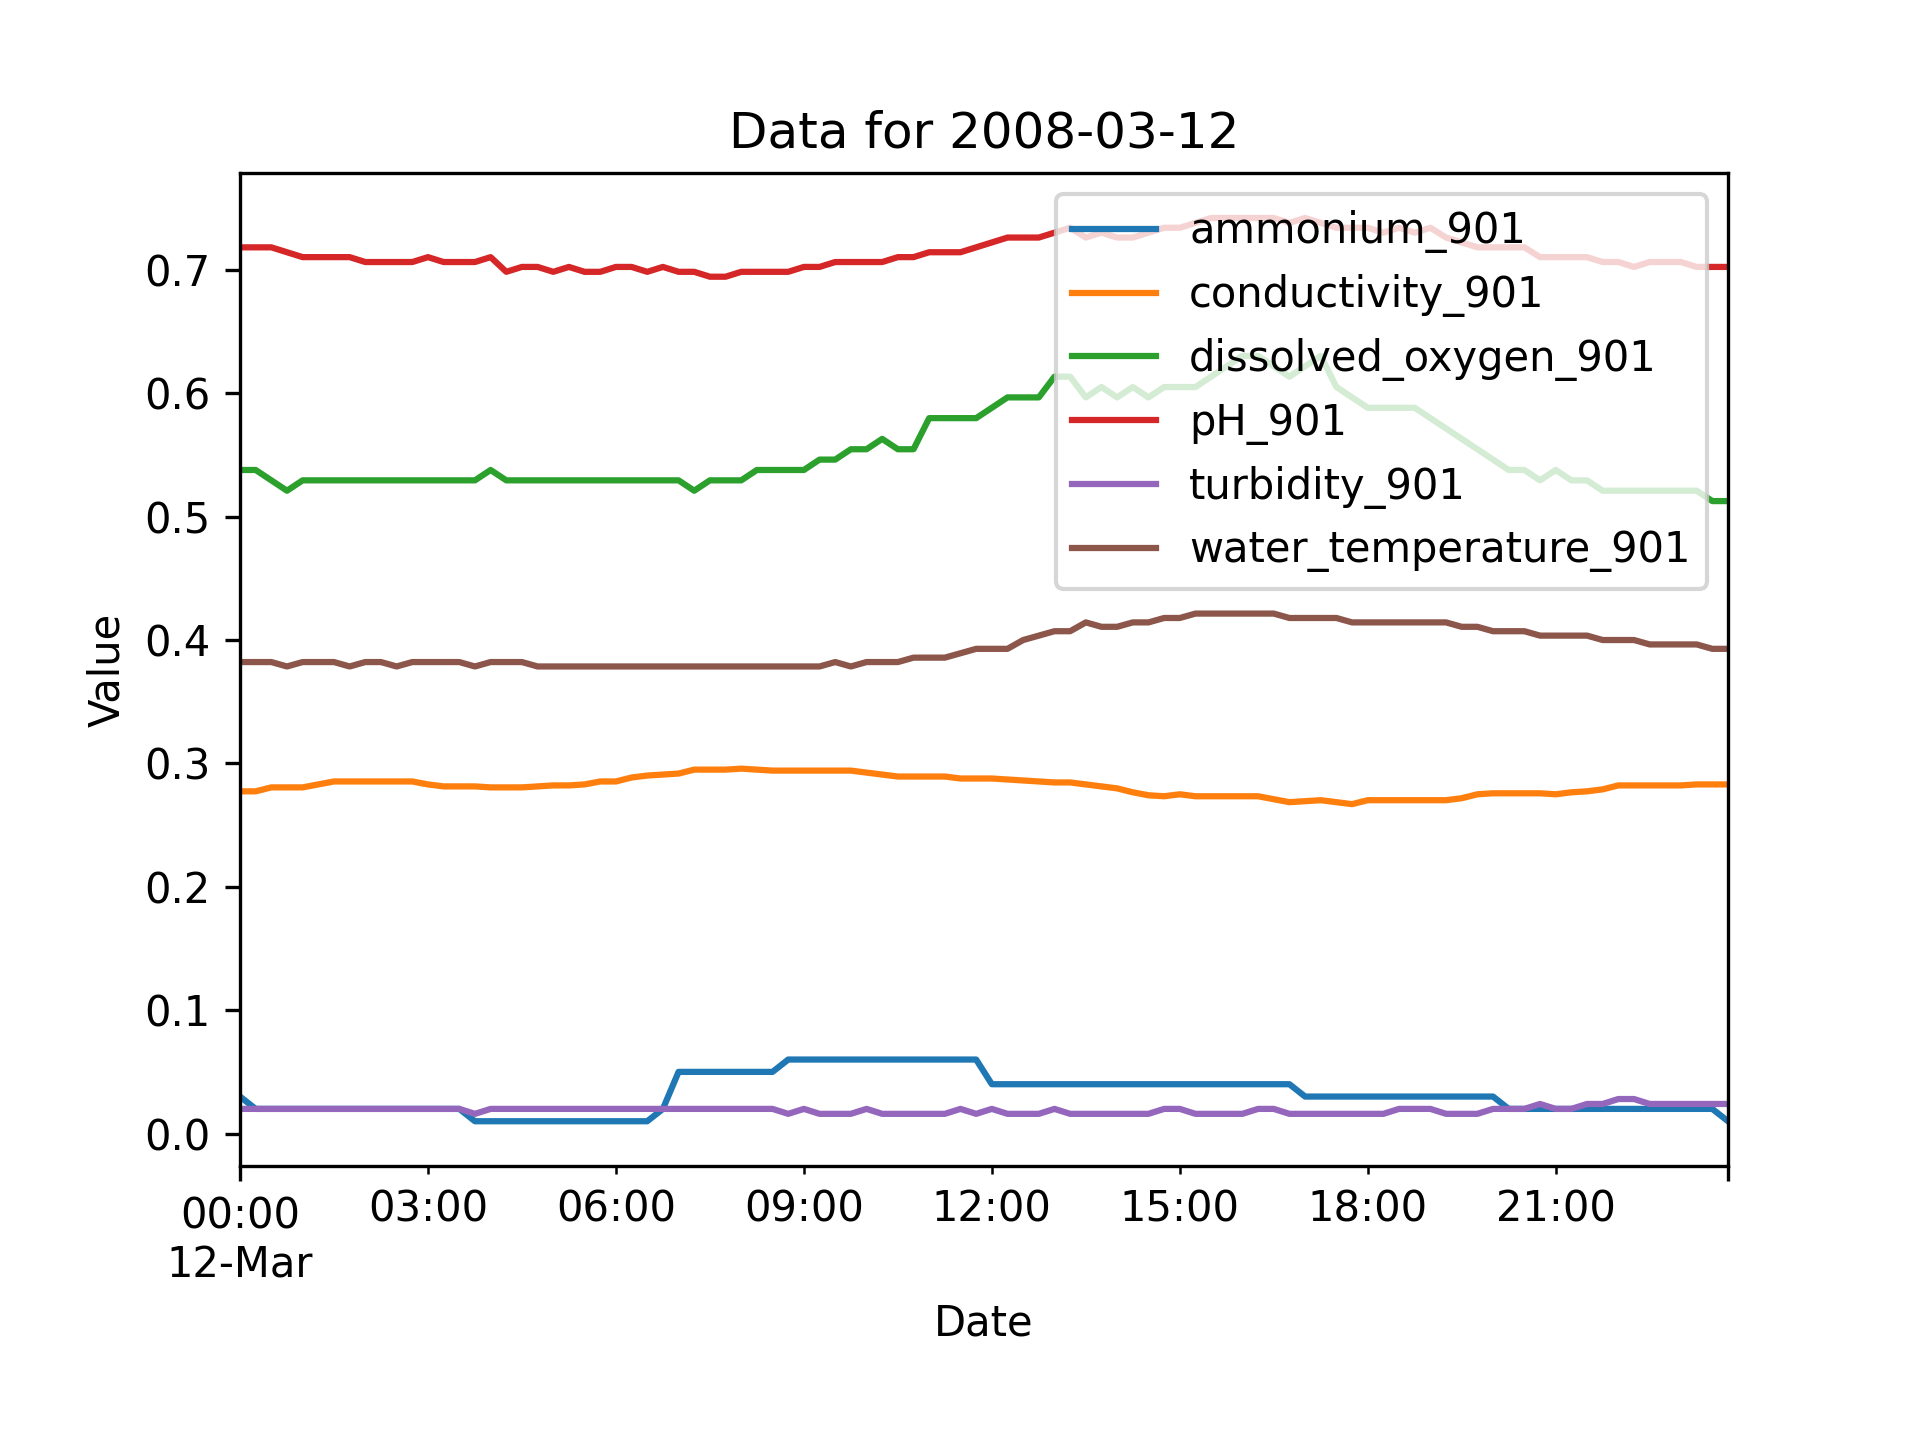 Data for 2008-03-12
ammonium_901
conductivity_901
dissolved_oxygen_901
pH_901
turbidity_901
water_temperature_901
Value
0.7
0.6
0.5
0.4
0.3
0.2
0.1
0.0
00:00 03:00 06:00 09:00 12:00 15:00 18:00 21:00
12-Mar
Date